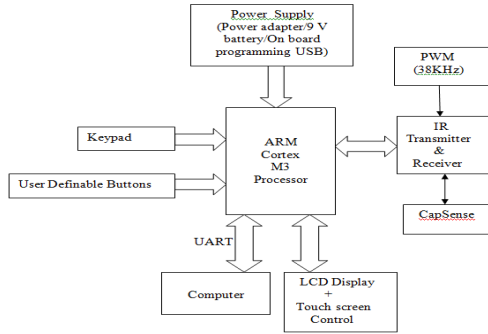 Power Supply
(Power adapter/9 V
battery/On board
programming USB)
PWM
(38KHz)
Keypad
ARM
Cortex
M3
Processor
IR
Transmitter
&
Receiver
User Definable Buttons
CapSense
UART
Computer
LCD Display
+
Touch screen
Control